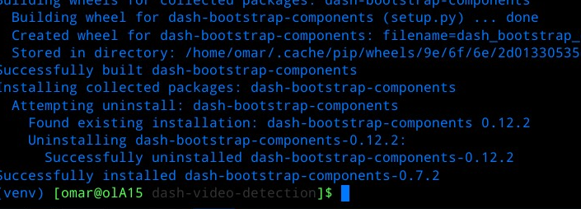 Building wheels for collected packages: dash-bootstrap-components
Building wheel for dash-bootstrap-components (setup.py) ... done
Created wheel for dash-bootstrap-components: filename=dash_bootstrap_
Stored in directory: /home/omar/.cache/pip/wheels/9e/6f/6e/2d01330535
Successfully built dash-bootstrap-components
Installing collected packages: dash-bootstrap-components
Attempting uninstall: dash-bootstrap-components
Found existing installation: dash-bootstrap-components 0.12.2
Uninstalling dash-bootstrap-components-0.12.2:
Successfully uninstalled dash-bootstrap-components-0.12.2
Successfully installed dash-bootstrap-components-0.7.2
(venv) [omar@olA15 dash-video-detection]$